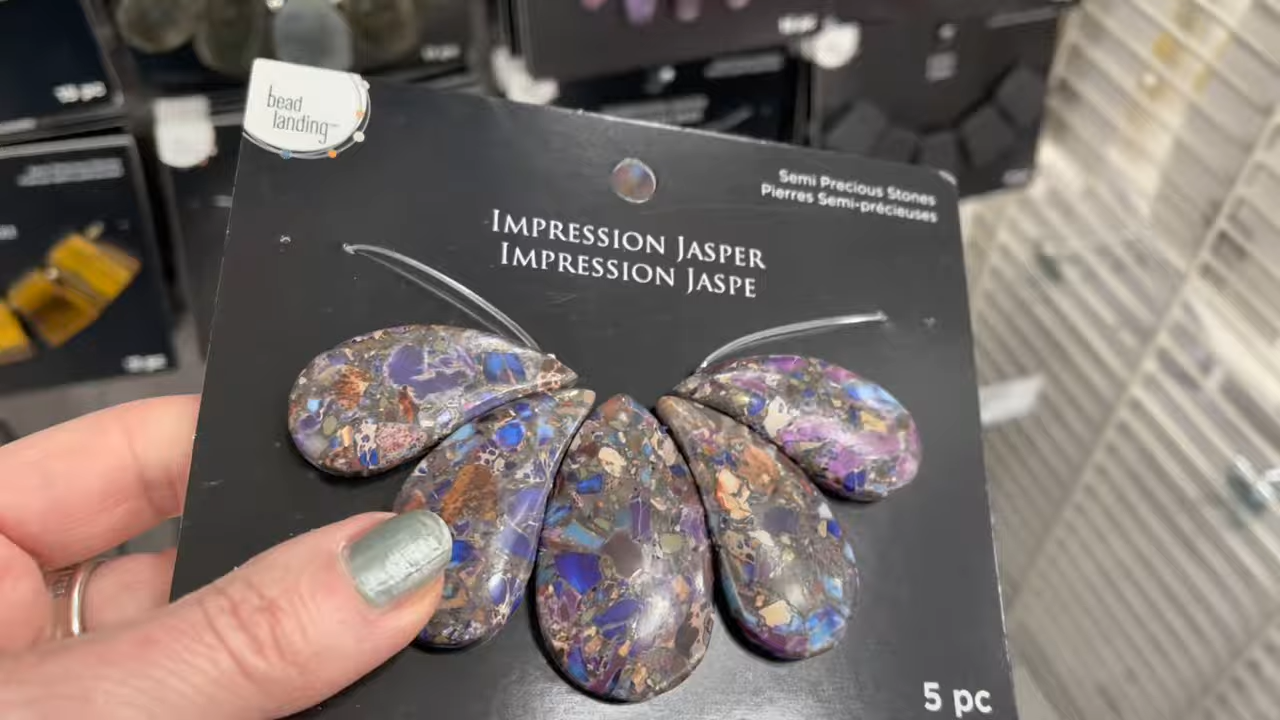 bead
landing
Semi Precious Stones
Pierres Semi-précieuses
IMPRESSION JASPER
IMPRESSION JASPE
5 pc